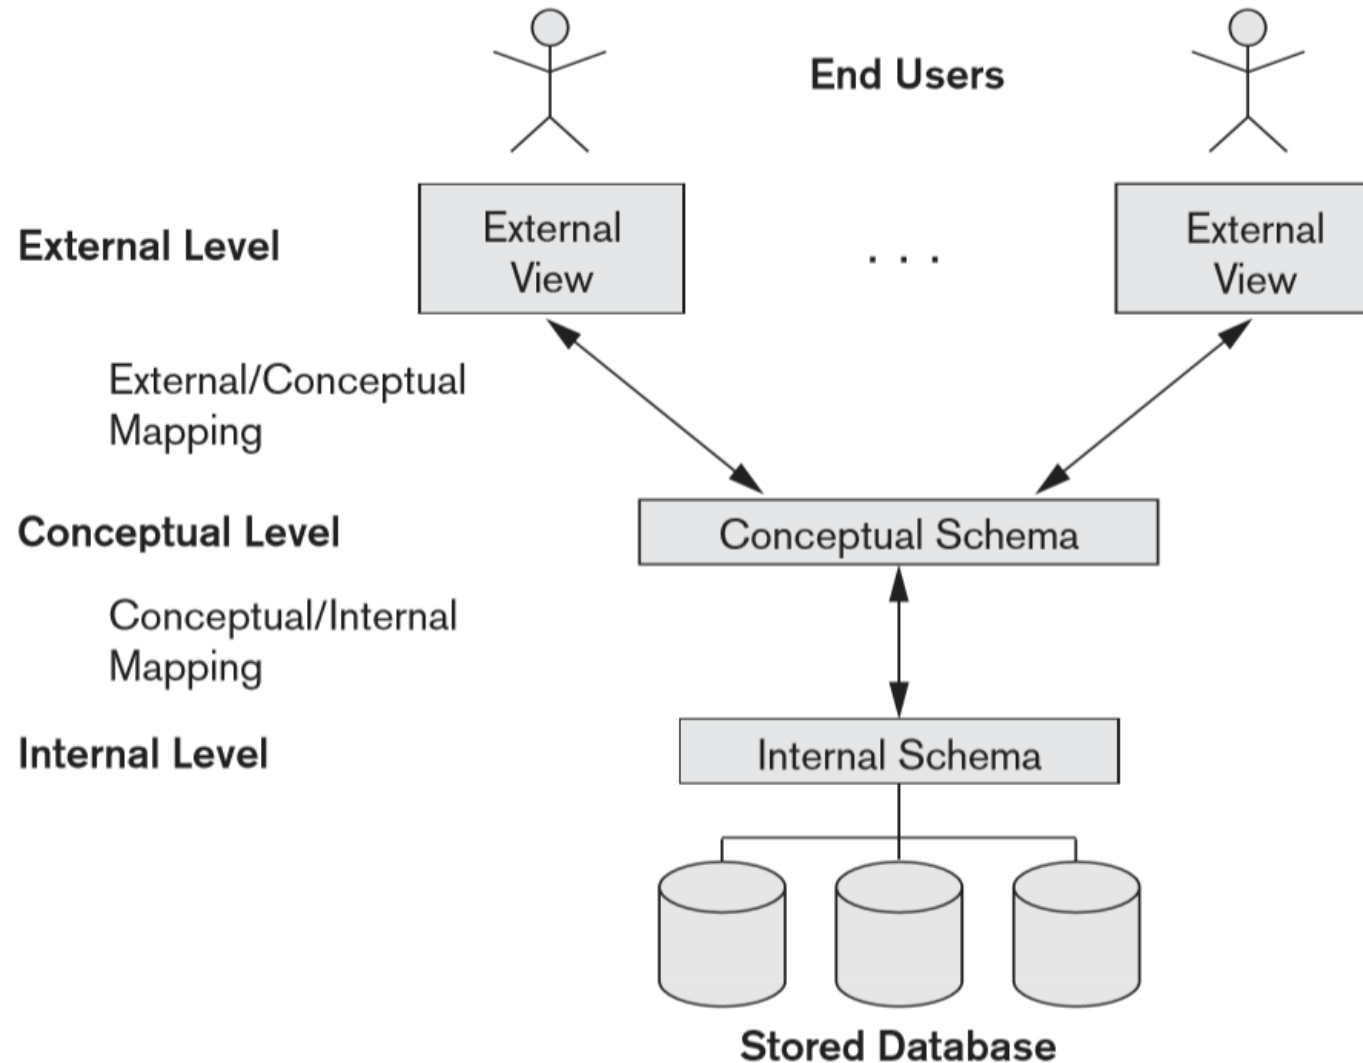 End Users
External Level
External
View
. . .
External
View
External/Conceptual
Mapping
Conceptual Level
Conceptual Schema
Conceptual/Internal
Mapping
Internal Level
Internal Schema
Stored Database